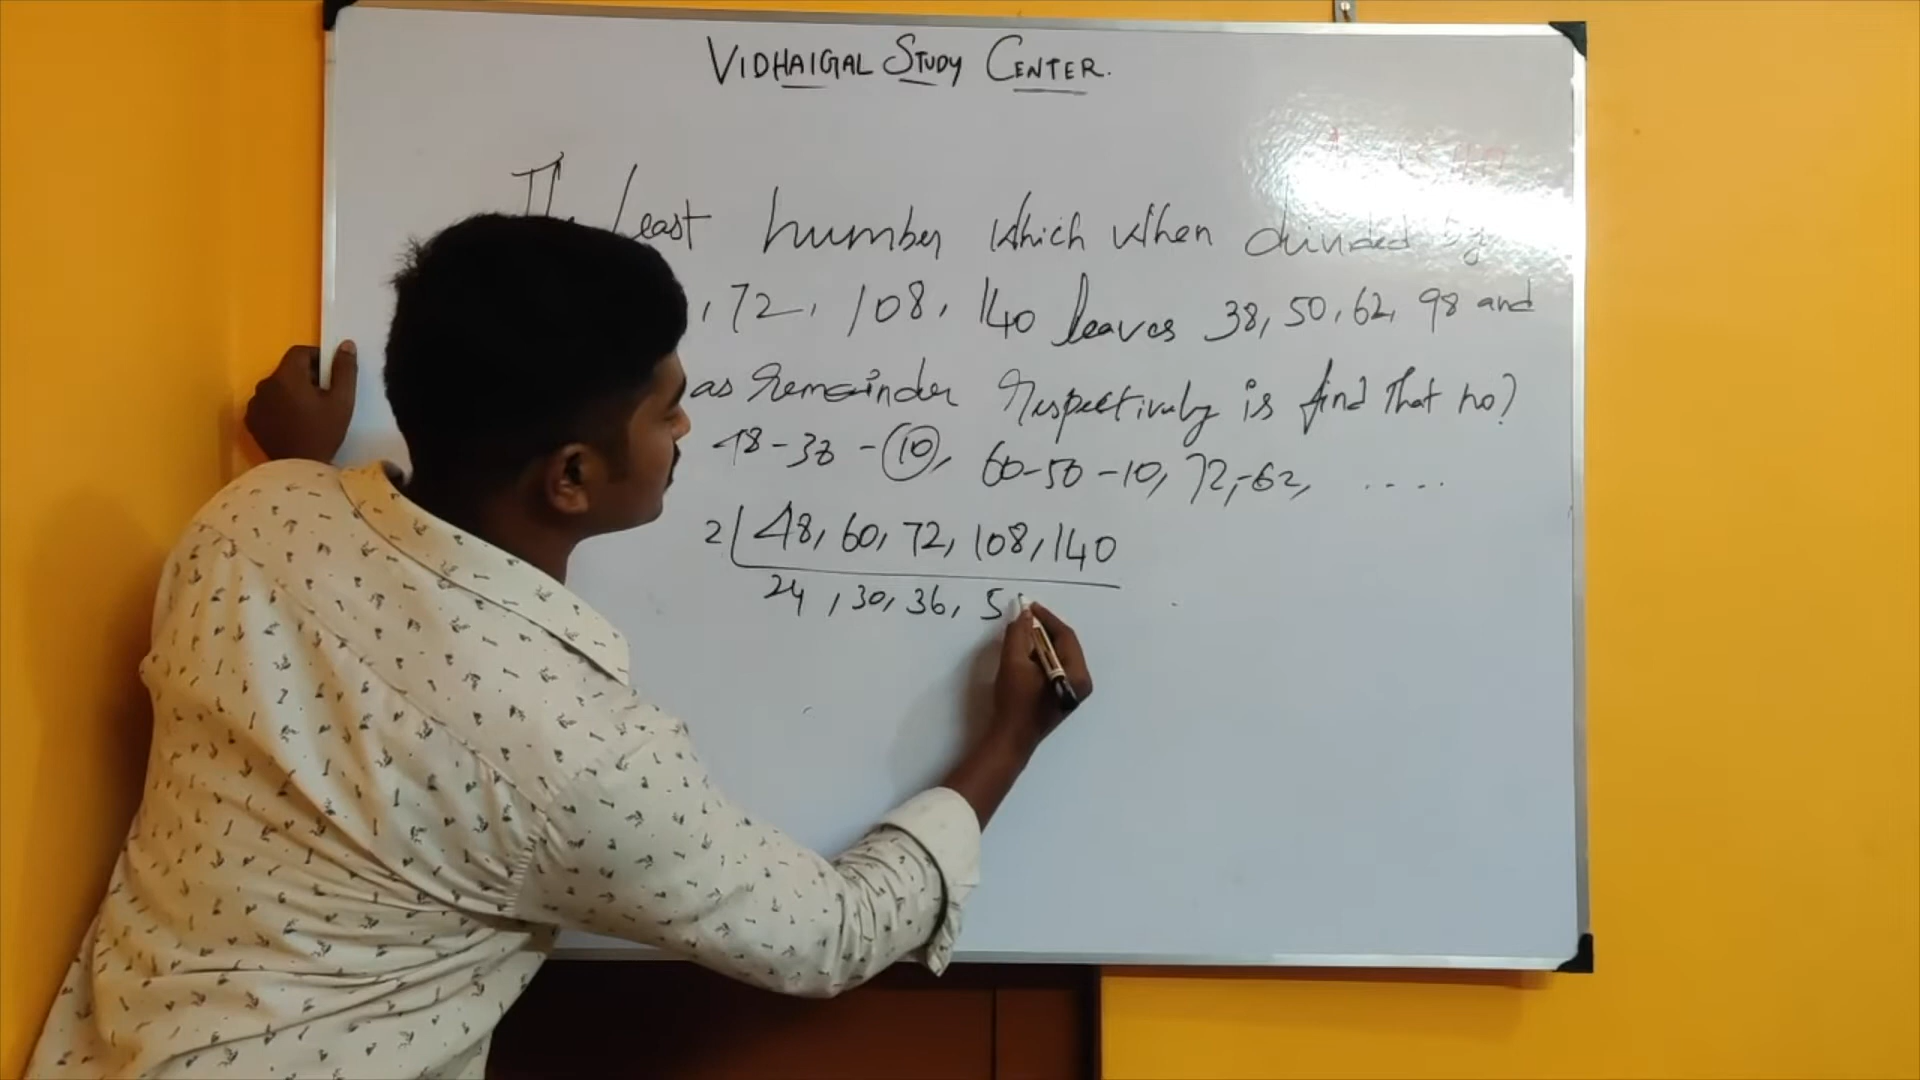 VIDHAIGAL STUDY CENTER.
The least number which when divided by
, 72, 108, 140 leaves 38, 50, 62, 98 and
as remainder respectively is find that no?
48-38-10, 60-50-10, 72-62, ....
2 48, 60, 72, 108, 140
24, 30, 36, 5